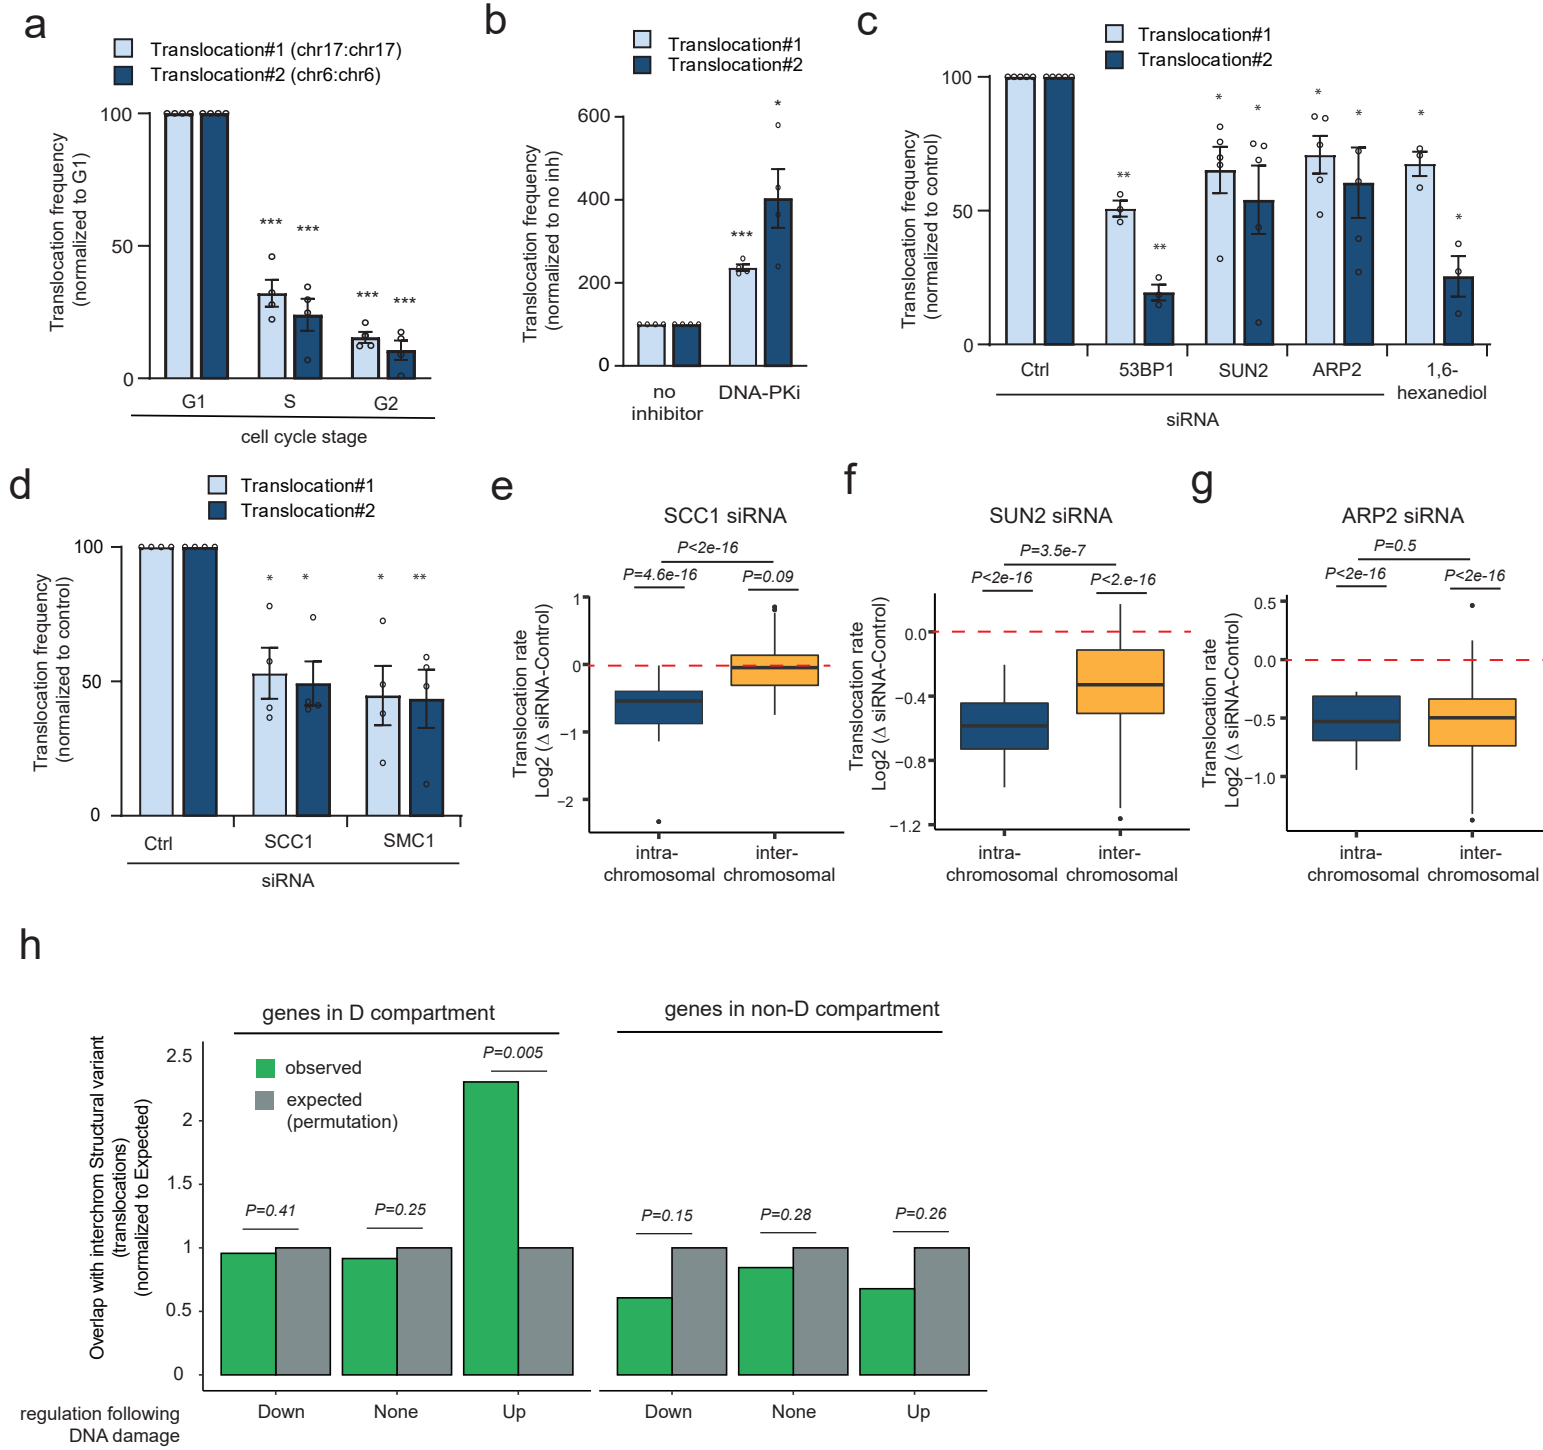 a
Translocation#1 (chr17:chr17)
Translocation#2 (chr6:chr6)
Translocation frequency
(normalized to G1)
100
50
0
***
***
***
***
G1
S
G2
cell cycle stage
b
Translocation#1
Translocation#2
Translocation frequency
(normalized to no inh)
600
400
200
0
***
*
no
inhibitor
DNA-PKi
c
Translocation#1
Translocation#2
Translocation frequency
(normalized to control)
100
50
0
**
**
*
*
*
*
*
*
Ctrl
53BP1
SUN2
ARP2
1,6-
hexanediol
siRNA
d
Translocation#1
Translocation#2
Translocation frequency
(normalized to control)
100
50
0
*
*
*
**
Ctrl
SCC1
SMC1
siRNA
e
SCC1 siRNA
P<2e-16
P=4.6e-16
P=0.09
Translocation rate
Log2 (Δ siRNA-Control)
1
0
−1
−2
intra-
chromosomal
inter-
chromosomal
f
SUN2 siRNA
P=3.5e-7
P<2e-16
P<2.e-16
Translocation rate
Log2 (Δ siRNA-Control)
0.0
−0.4
−0.8
−1.2
intra-
chromosomal
inter-
chromosomal
g
ARP2 siRNA
P=0.5
P<2e-16
P<2e-16
Translocation rate
Log2 (Δ siRNA-Control)
0.5
0.0
−0.5
−1.0
intra-
chromosomal
inter-
chromosomal
h
genes in D compartment
genes in non-D compartment
observed
expected
(permutation)
Overlap with interchrom Structural variant
(translocations)
(normalized to Expected)
2.5
2
1.5
1
0.5
0
P=0.41
P=0.25
P=0.005
P=0.15
P=0.28
P=0.26
regulation following
DNA damage
Down
None
Up
Down
None
Up